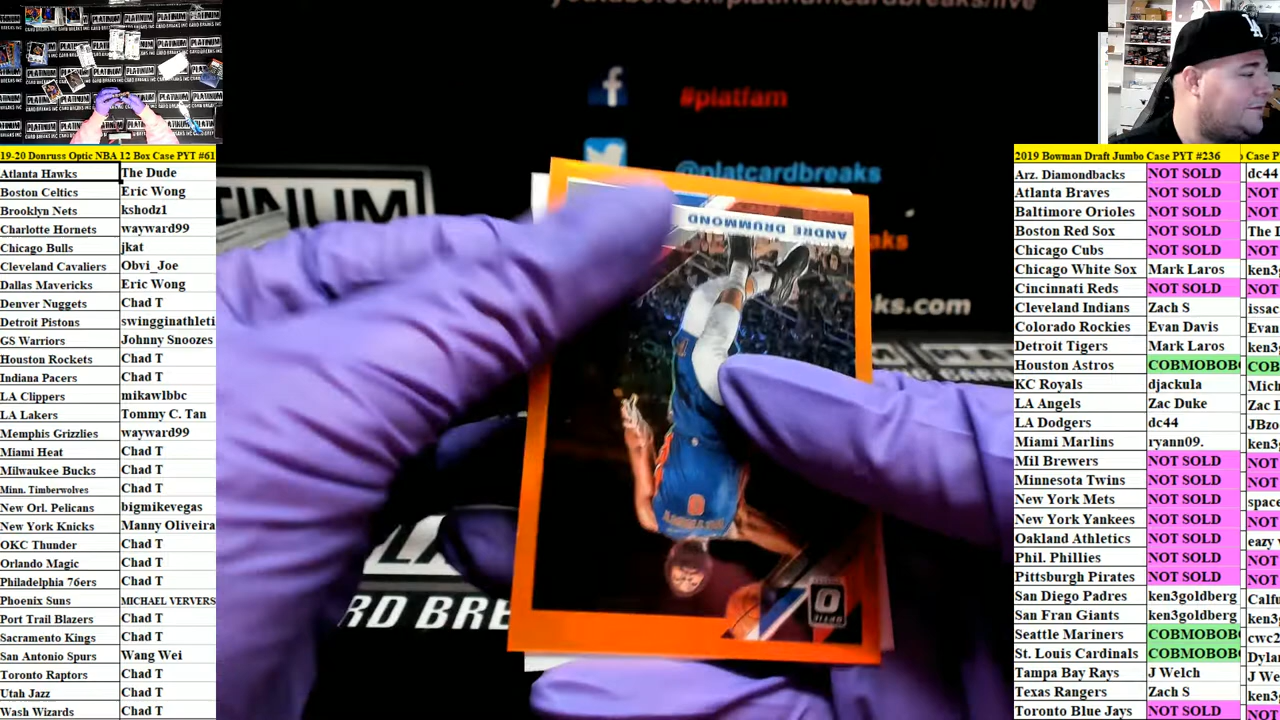 19-20 Donruss Optic NBA 12 Box Case PYT #61
Atlanta Hawks The Dude
Boston Celtics Eric Wong
Brooklyn Nets kshodz1
Charlotte Hornets wayward99
Chicago Bulls jkat
Cleveland Cavaliers Obvi_Joe
Dallas Mavericks Eric Wong
Denver Nuggets Chad T
Detroit Pistons swingginathleti
GS Warriors Johnny Snoozes
Houston Rockets Chad T
Indiana Pacers Chad T
LA Clippers mikawlbbc
LA Lakers Tommy C. Tan
Memphis Grizzlies wayward99
Miami Heat Chad T
Milwaukee Bucks Chad T
Minn. Timberwolves Chad T
New Orl. Pelicans bigmikevegas
New York Knicks Manny Oliveira
OKC Thunder Chad T
Orlando Magic Chad T
Philadelphia 76ers Chad T
Phoenix Suns MICHAEL VERVERS
Port Trail Blazers Chad T
Sacramento Kings Chad T
San Antonio Spurs Wang Wei
Toronto Raptors Chad T
Utah Jazz Chad T
Wash Wizards Chad T
#platfam
@platcardbreaks
ANDRE DRUMMOND
PLATINUM
2019 Bowman Draft Jumbo Case PYT #236
Arz. Diamondbacks NOT SOLD
Atlanta Braves NOT SOLD
Baltimore Orioles NOT SOLD
Boston Red Sox NOT SOLD
Chicago Cubs NOT SOLD
Chicago White Sox Mark Laros
Cincinnati Reds NOT SOLD
Cleveland Indians Zach S
Colorado Rockies Evan Davis
Detroit Tigers Mark Laros
Houston Astros COBMOBOB
KC Royals djackula
LA Angels Zac Duke
LA Dodgers dc44
Miami Marlins ryann09.
Mil Brewers NOT SOLD
Minnesota Twins NOT SOLD
New York Mets NOT SOLD
New York Yankees NOT SOLD
Oakland Athletics NOT SOLD
Phil. Phillies NOT SOLD
Pittsburgh Pirates NOT SOLD
San Diego Padres ken3goldberg
San Fran Giants ken3goldberg
Seattle Mariners COBMOBOB
St. Louis Cardinals COBMOBOB
Tampa Bay Rays J Welch
Texas Rangers Zach S
Toronto Blue Jays NOT SOLD